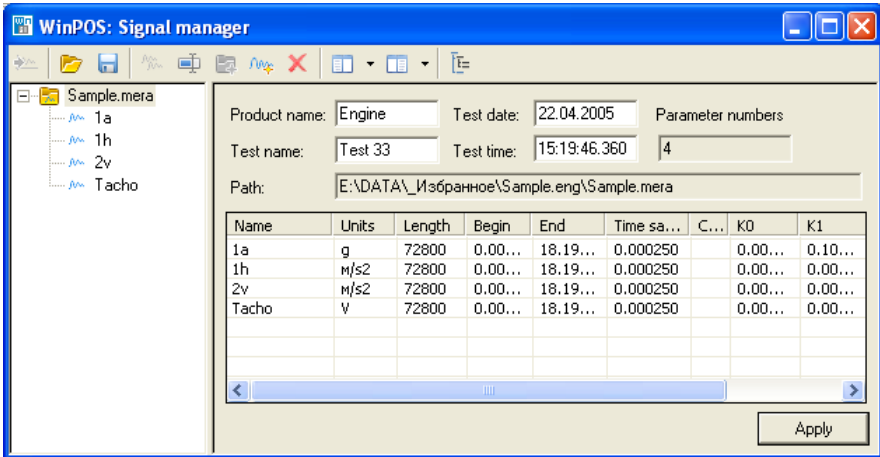 WinPOS: Signal manager
Sample.mera
1a
1h
2v
Tacho
Product name: Engine Test date: 22.04.2005 Parameter numbers
Test name: Test 33 Test time: 15:19:46.360 4
Path: E:\DATA\_Избранное\Sample.eng\Sample.mera
Name Units Length Begin End Time sa... C... K0 K1
1a g 72800 0.00... 18.19... 0.000250 0.00... 0.10...
1h м/s2 72800 0.00... 18.19... 0.000250 0.00... 0.00...
2v м/s2 72800 0.00... 18.19... 0.000250 0.00... 0.00...
Tacho V 72800 0.00... 18.19... 0.000250 0.00... 0.00...
Apply